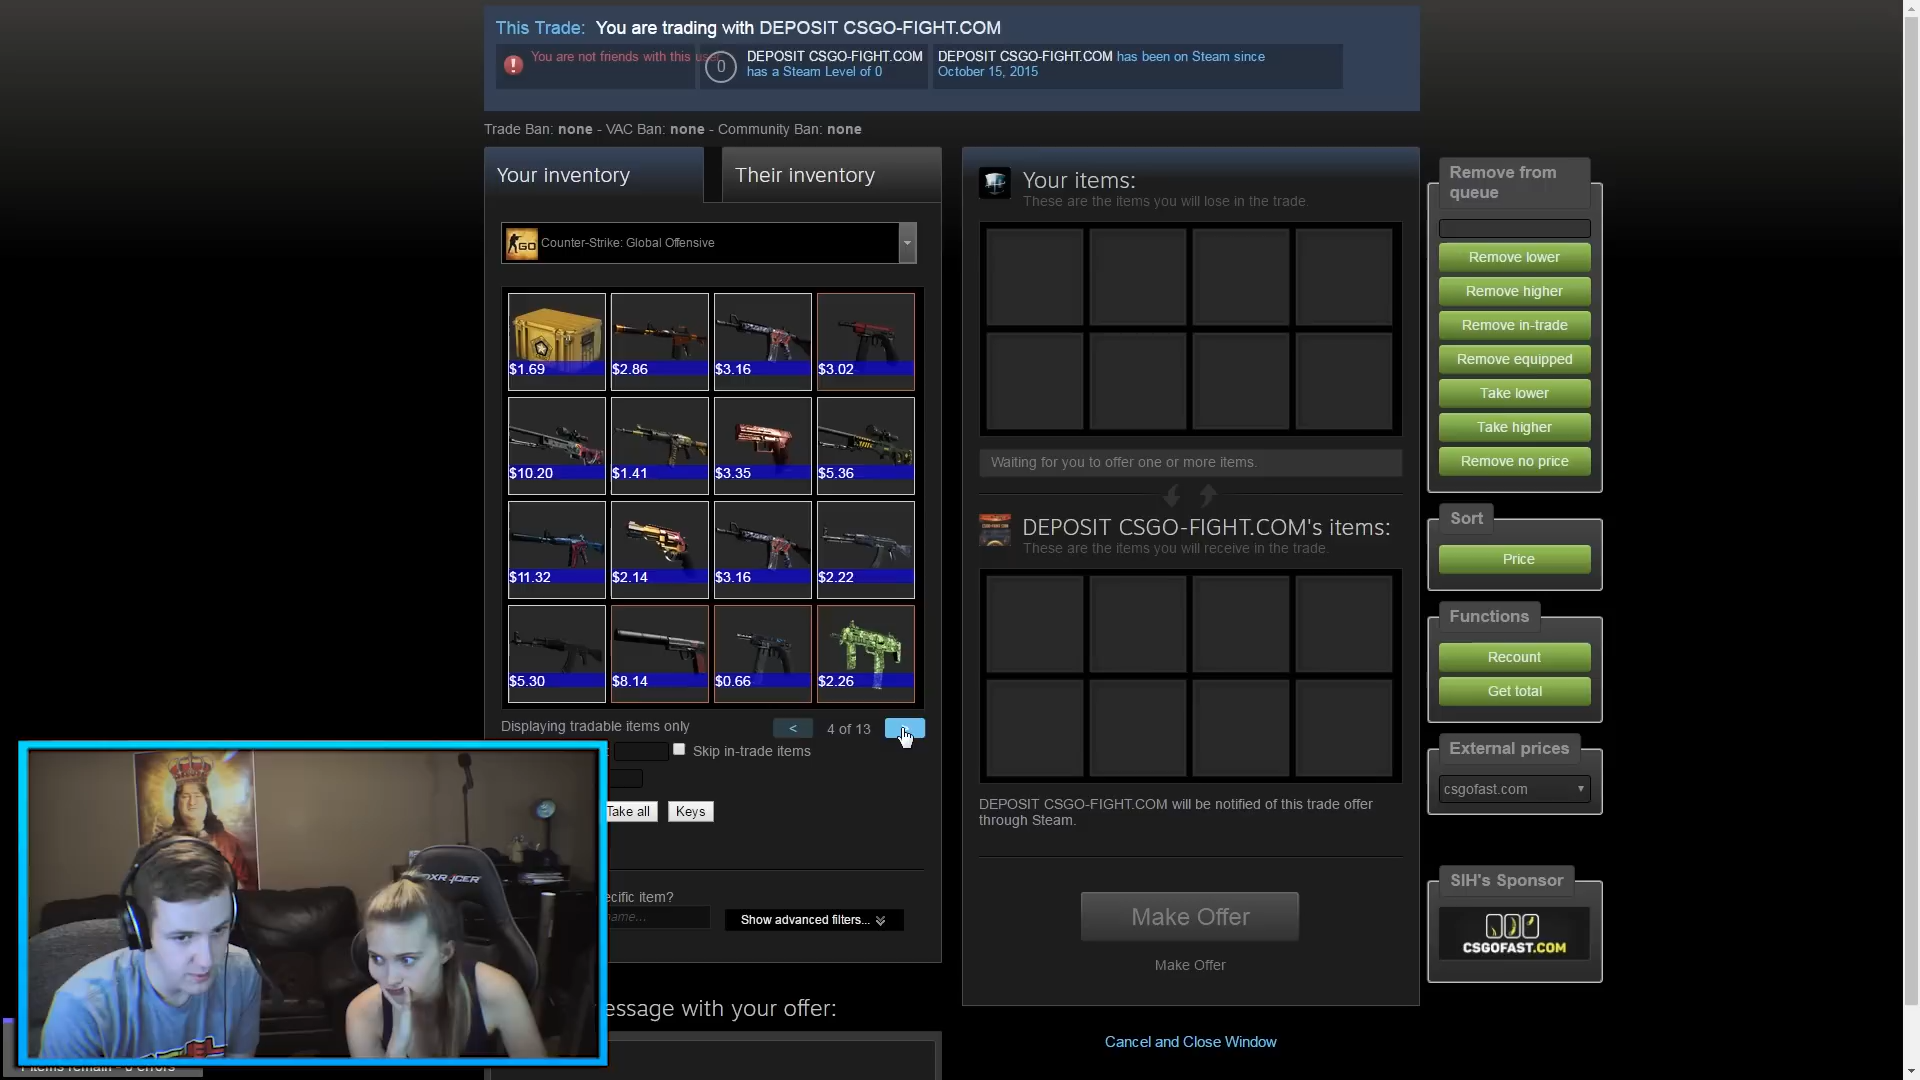 This Trade: You are trading with DEPOSIT CSGO-FIGHT.COM
You are not friends with this
0
DEPOSIT CSGO-FIGHT.COM
has a Steam Level of 0
DEPOSIT CSGO-FIGHT.COM has been on Steam since
October 15, 2015
Trade Ban: none - VAC Ban: none - Community Ban: none
Your inventory
Their inventory
GO
Counter-Strike: Global Offensive
$1.69
$2.86
$3.16
$3.02
$10.20
$1.41
$3.35
$5.36
$11.32
$2.14
$3.16
$2.22
$5.30
$8.14
$0.66
$2.26
Displaying tradable items only
<
4 of 13
Skip in-trade items
Take all
Keys
ecific item?
name...
Show advanced filters...
essage with your offer:
Your items:
These are the items you will lose in the trade.
Waiting for you to offer one or more items.
DEPOSIT CSGO-FIGHT.COM's items:
These are the items you will receive in the trade.
DEPOSIT CSGO-FIGHT.COM will be notified of this trade offer
through Steam.
Make Offer
Make Offer
Cancel and Close Window
Remove from
queue
Remove lower
Remove higher
Remove in-trade
Remove equipped
Take lower
Take higher
Remove no price
Sort
Price
Functions
Recount
Get total
External prices
csgofast.com
SIH's Sponsor
CSGOFAST.COM